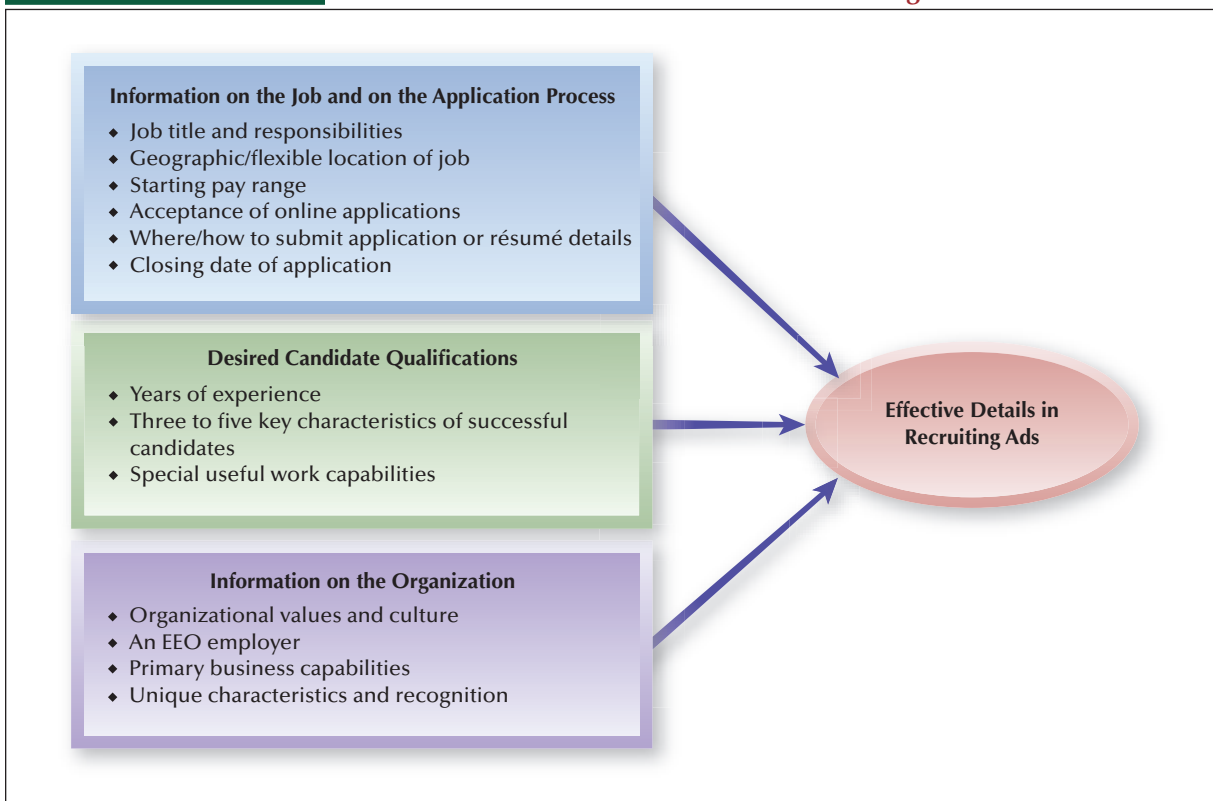 Information on the Job and on the Application Process
◆ Job title and responsibilities
◆ Geographic/flexible location of job
◆ Starting pay range
◆ Acceptance of online applications
◆ Where/how to submit application or résumé details
◆ Closing date of application
Desired Candidate Qualifications
◆ Years of experience
◆ Three to five key characteristics of successful
candidates
◆ Special useful work capabilities
Information on the Organization
◆ Organizational values and culture
◆ An EEO employer
◆ Primary business capabilities
◆ Unique characteristics and recognition
Effective Details in
Recruiting Ads